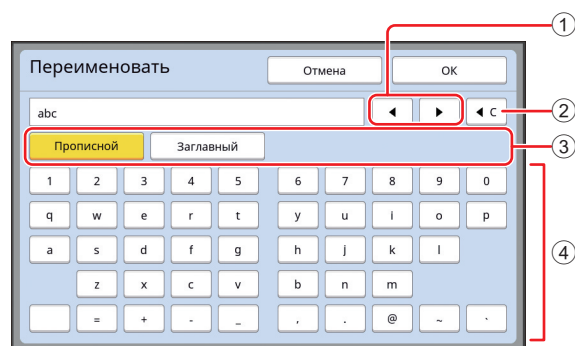 ①
Переименовать Отмена ОК
abc ◀ ▶ ◀ C ②
Прописной Заглавный ③
1 2 3 4 5 6 7 8 9 0
q w e r t y u i o p
a s d f g h j k l ④
z x c v b n m
= + - _ , . @ ~ `